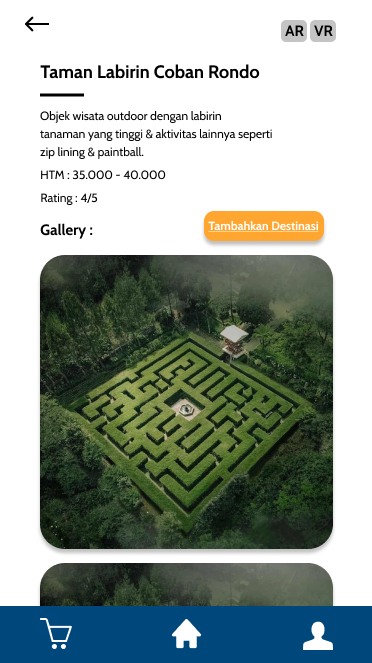 AR VR
Taman Labirin Coban Rondo
Objek wisata outdoor dengan labirin
tanaman yang tinggi & aktivitas lainnya seperti
zip lining & paintball.
HTM : 35.000 - 40.000
Rating : 4/5
Gallery :
Tambahkan Destinasi